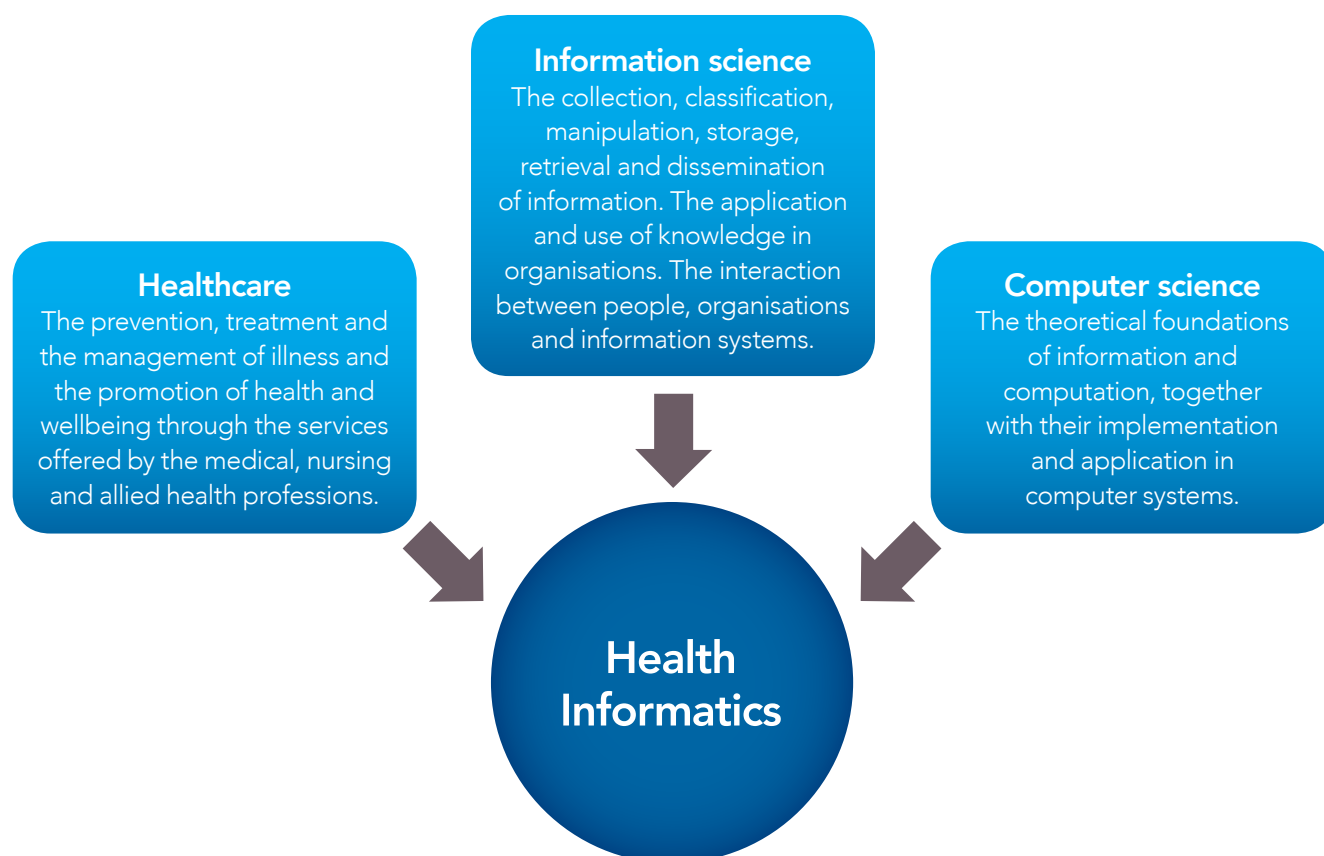 Information science
The collection, classification,
manipulation, storage,
retrieval and dissemination
of information. The application
and use of knowledge in
organisations. The interaction
between people, organisations
and information systems.
Healthcare
The prevention, treatment and
the management of illness and
the promotion of health and
wellbeing through the services
offered by the medical, nursing
and allied health professions.
Computer science
The theoretical foundations
of information and
computation, together
with their implementation
and application in
computer systems.
Health
Informatics